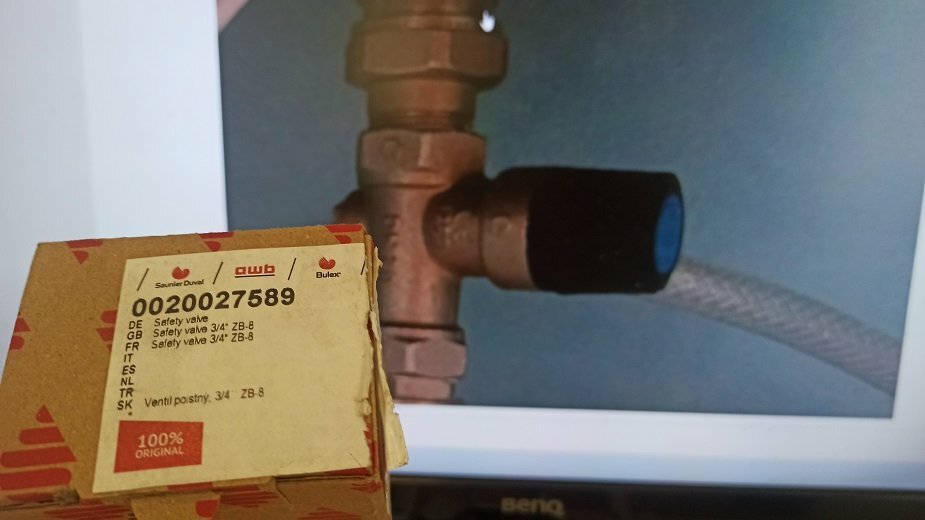 Saunier Duval
awb
Bulex
0020027589
DE Safety valve
GB Safety valve 3/4" ZB-8
FR Safety valve 3/4" ZB-8
IT
ES
NL
TR
SK Ventil poistný, 3/4" ZB-8
*
100%
ORIGINAL
BenQ